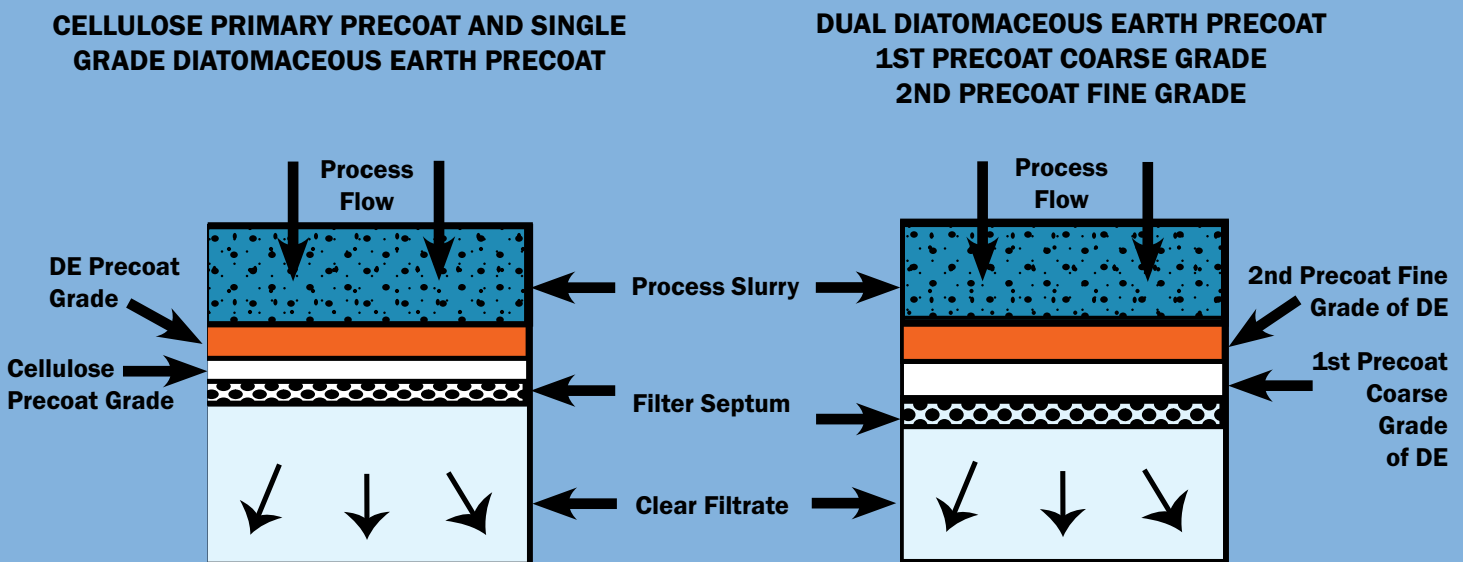 CELLULOSE PRIMARY PRECOAT AND SINGLE
GRADE DIATOMACEOUS EARTH PRECOAT
DUAL DIATOMACEOUS EARTH PRECOAT
1ST PRECOAT COARSE GRADE
2ND PRECOAT FINE GRADE
Process
Flow
DE Precoat
Grade
Cellulose
Precoat Grade
Process Slurry
Filter Septum
Clear Filtrate
Process
Flow
2nd Precoat Fine
Grade of DE
1st Precoat
Coarse
Grade
of DE